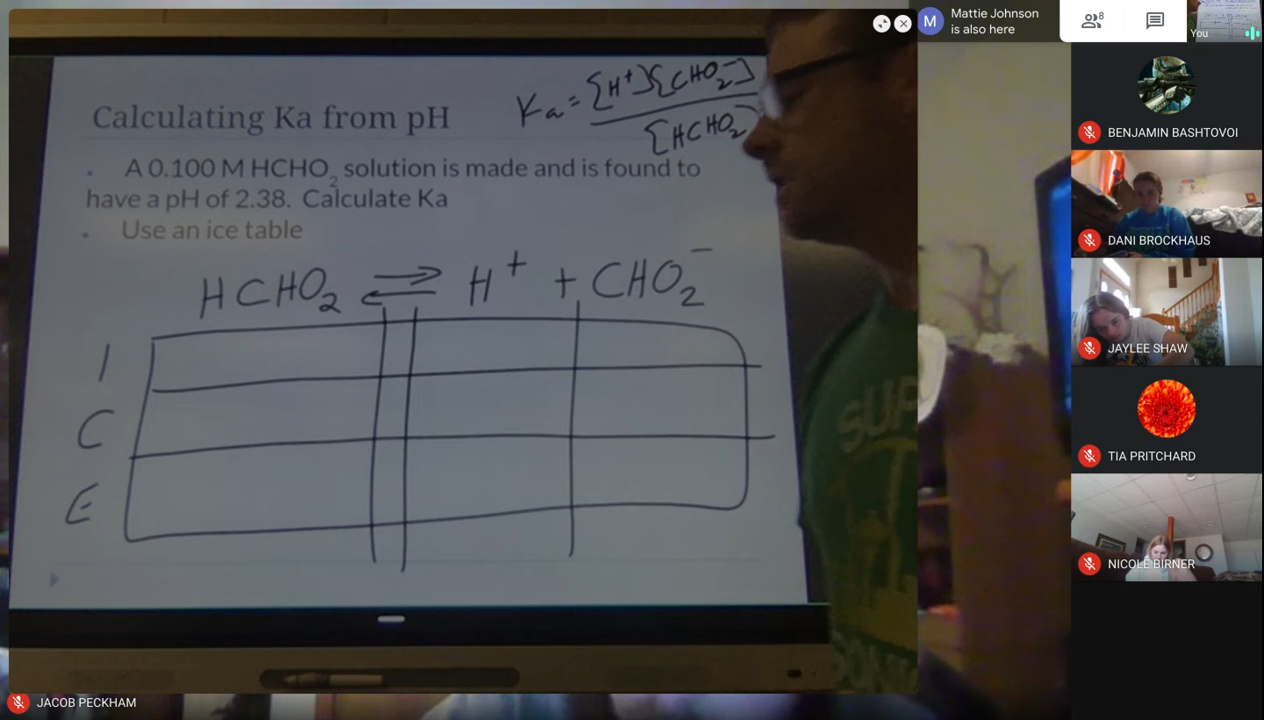 Mattie Johnson
is also here
8
M
You
Calculating Ka from pH
Ka = [H⁺][CHO₂⁻]
[HCHO₂
. A 0.100 M HCHO₂ solution is made and is found to
have a pH of 2.38. Calculate Ka
. Use an ice table
HCHO₂ ⇌ H⁺ + CHO₂⁻
I
C
E
SUP
BENJAMIN BASHTOVOI
DANI BROCKHAUS
JAYLEE SHAW
TIA PRITCHARD
NICOLE BIRNER
JACOB PECKHAM